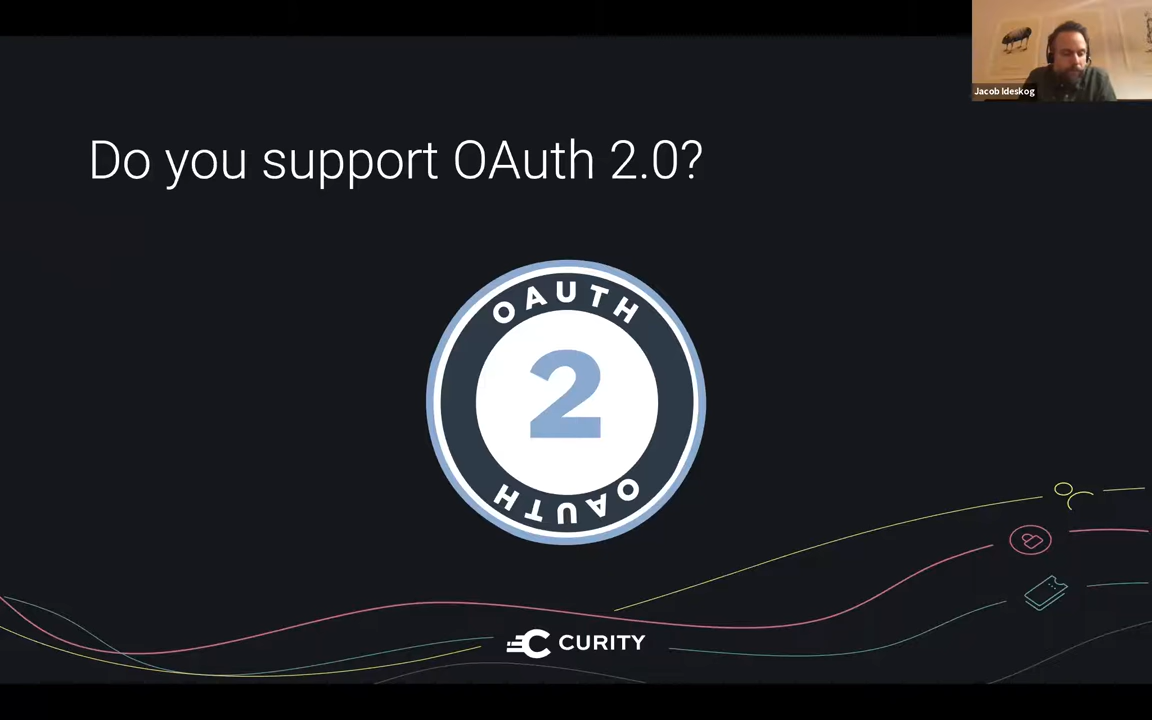 Jacob Ideskog
Do you support OAuth 2.0?
OAUTH
2
OAUTH
CURITY